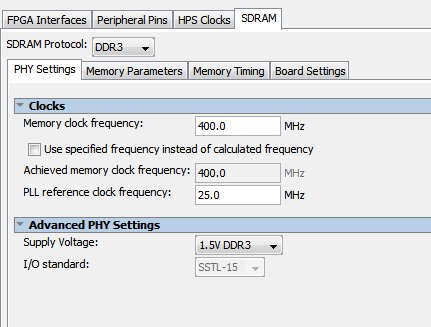 FPGA Interfaces Peripheral Pins HPS Clocks SDRAM
SDRAM Protocol: DDR3
PHY Settings Memory Parameters Memory Timing Board Settings
Clocks
Memory clock frequency: 400.0 MHz
Use specified frequency instead of calculated frequency
Achieved memory clock frequency: 400.0 MHz
PLL reference clock frequency: 25.0 MHz
Advanced PHY Settings
Supply Voltage: 1.5V DDR3
I/O standard: SSTL-15